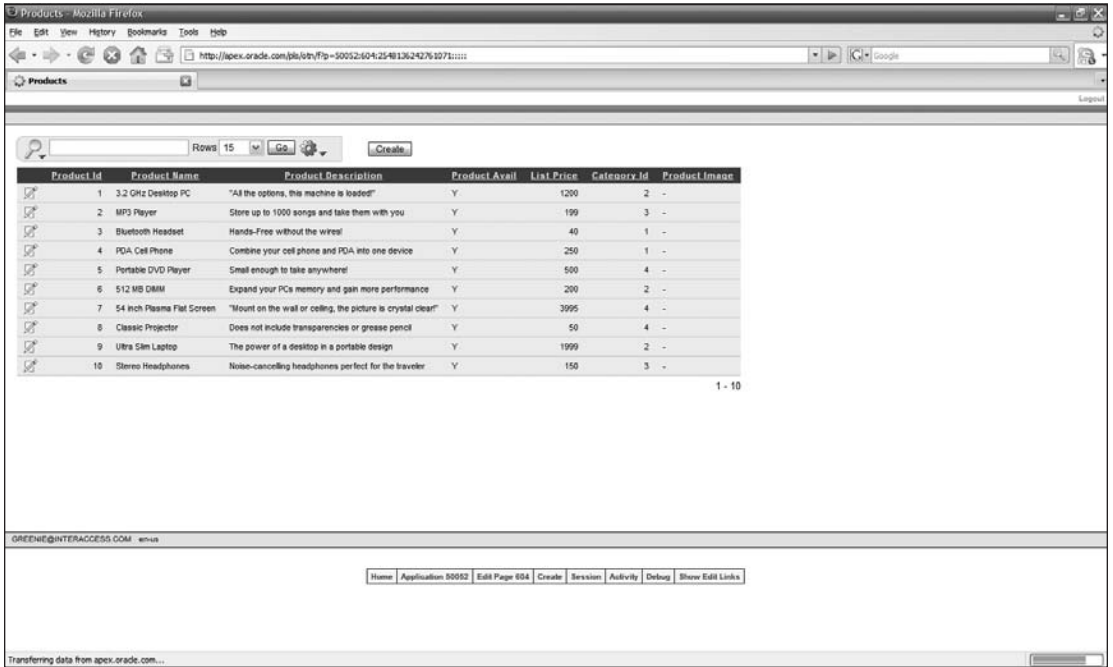 Products - Mozilla Firefox
File Edit View History Bookmarks Tools Help
http://apex.oracle.com/pls/otn/f?p=50052:604:2548136242761071:::::
Google
Products
Logout
Rows 15 Go Create
Product Id Product Name Product Description Product Avail List Price Category Id Product Image
1 3.2 GHz Desktop PC "All the options, this machine is loaded!" Y 1200 2 -
2 MP3 Player Store up to 1000 songs and take them with you Y 199 3 -
3 Bluetooth Headset Hands-Free without the wires! Y 40 1 -
4 PDA Cell Phone Combine your cell phone and PDA into one device Y 250 1 -
5 Portable DVD Player Small enough to take anywhere! Y 500 4 -
6 512 MB DIMM Expand your PCs memory and gain more performance Y 200 2 -
7 54 inch Plasma Flat Screen "Mount on the wall or ceiling, the picture is crystal clear!" Y 3995 4 -
8 Classic Projector Does not include transparencies or grease pencil Y 50 4 -
9 Ultra Slim Laptop The power of a desktop in a portable design Y 1999 2 -
10 Stereo Headphones Noise-cancelling headphones perfect for the traveler Y 150 3 -
1 - 10
GREENIE@INTERACCESS.COM en-us
Home Application 50052 Edit Page 604 Create Session Activity Debug Show Edit Links
Transferring data from apex.oracle.com...